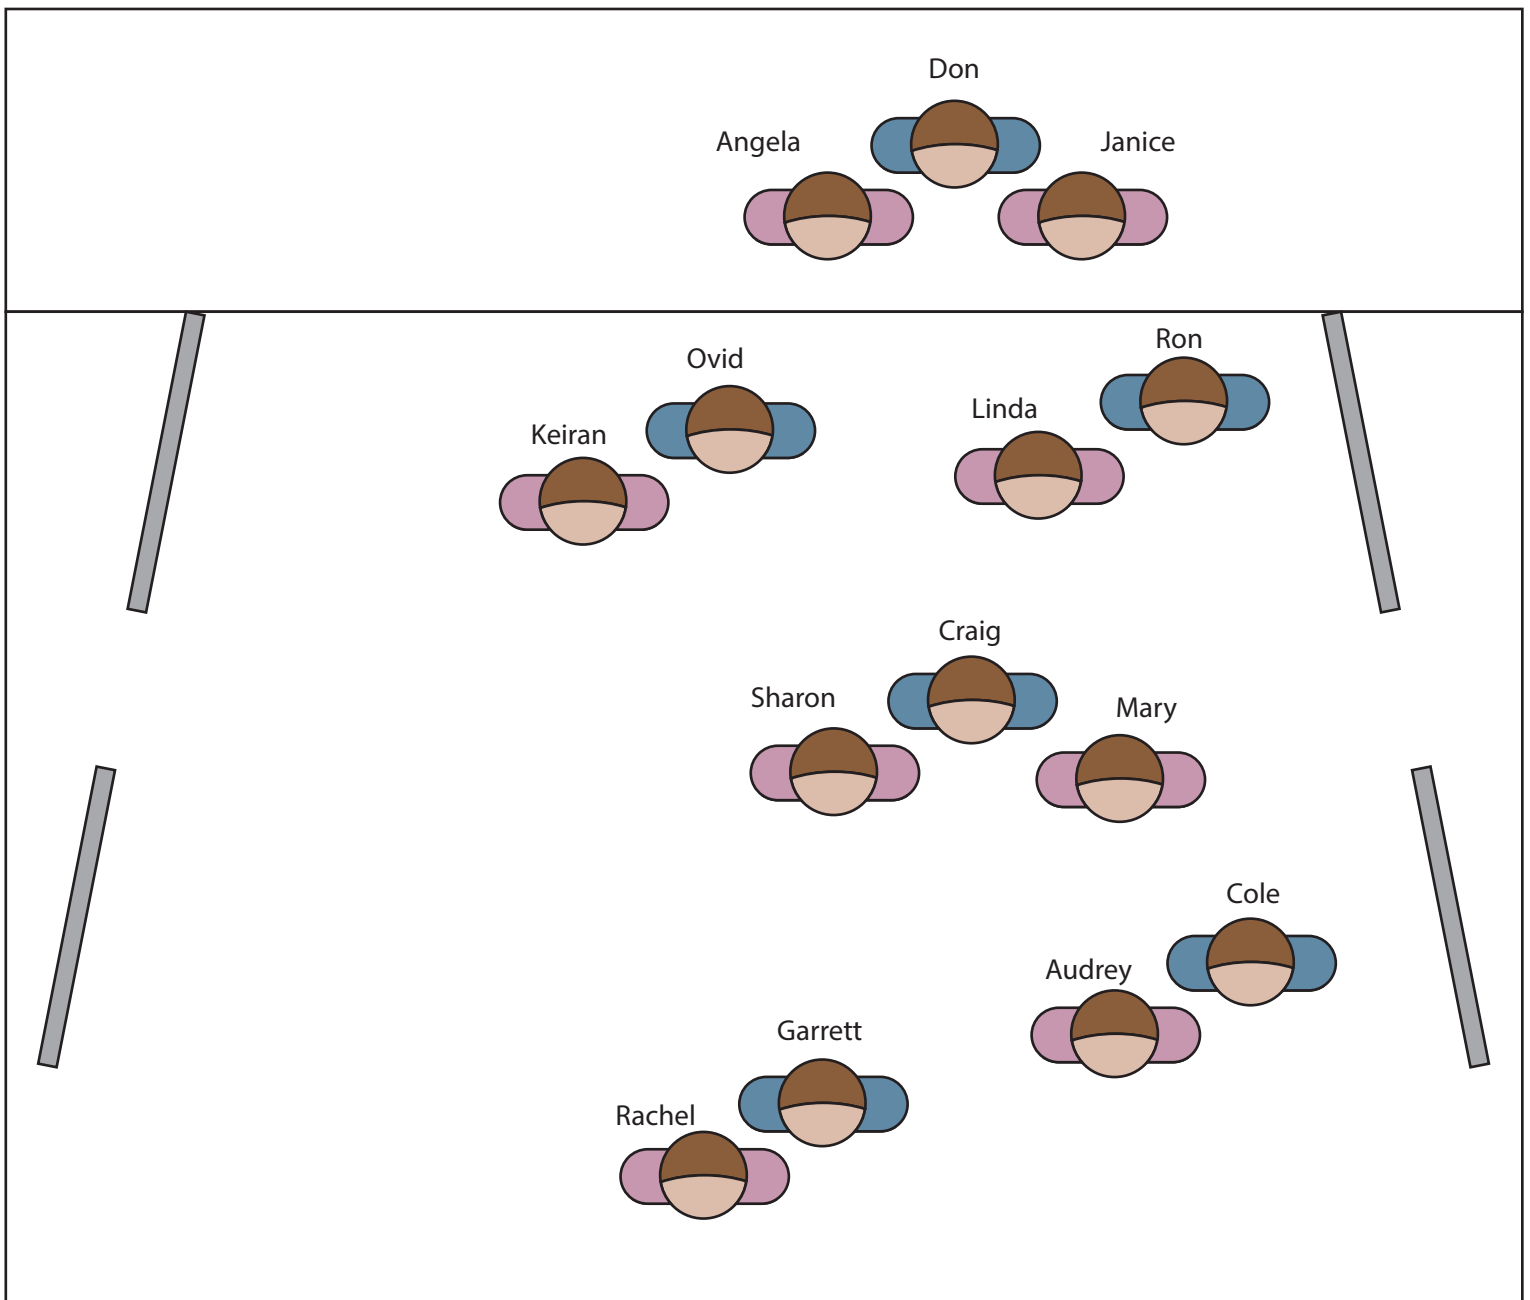 Don
Angela
Janice
Ron
Ovid
Linda
Keiran
Craig
Sharon
Mary
Cole
Audrey
Garrett
Rachel